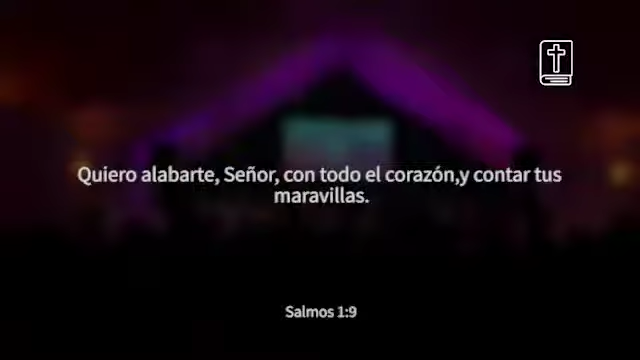 Quiero alabarte, Señor, con todo el corazón,y contar tus
maravillas.
Salmos 1:9